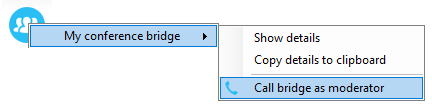 My conference bridge
Show details
Copy details to clipboard
Call bridge as moderator